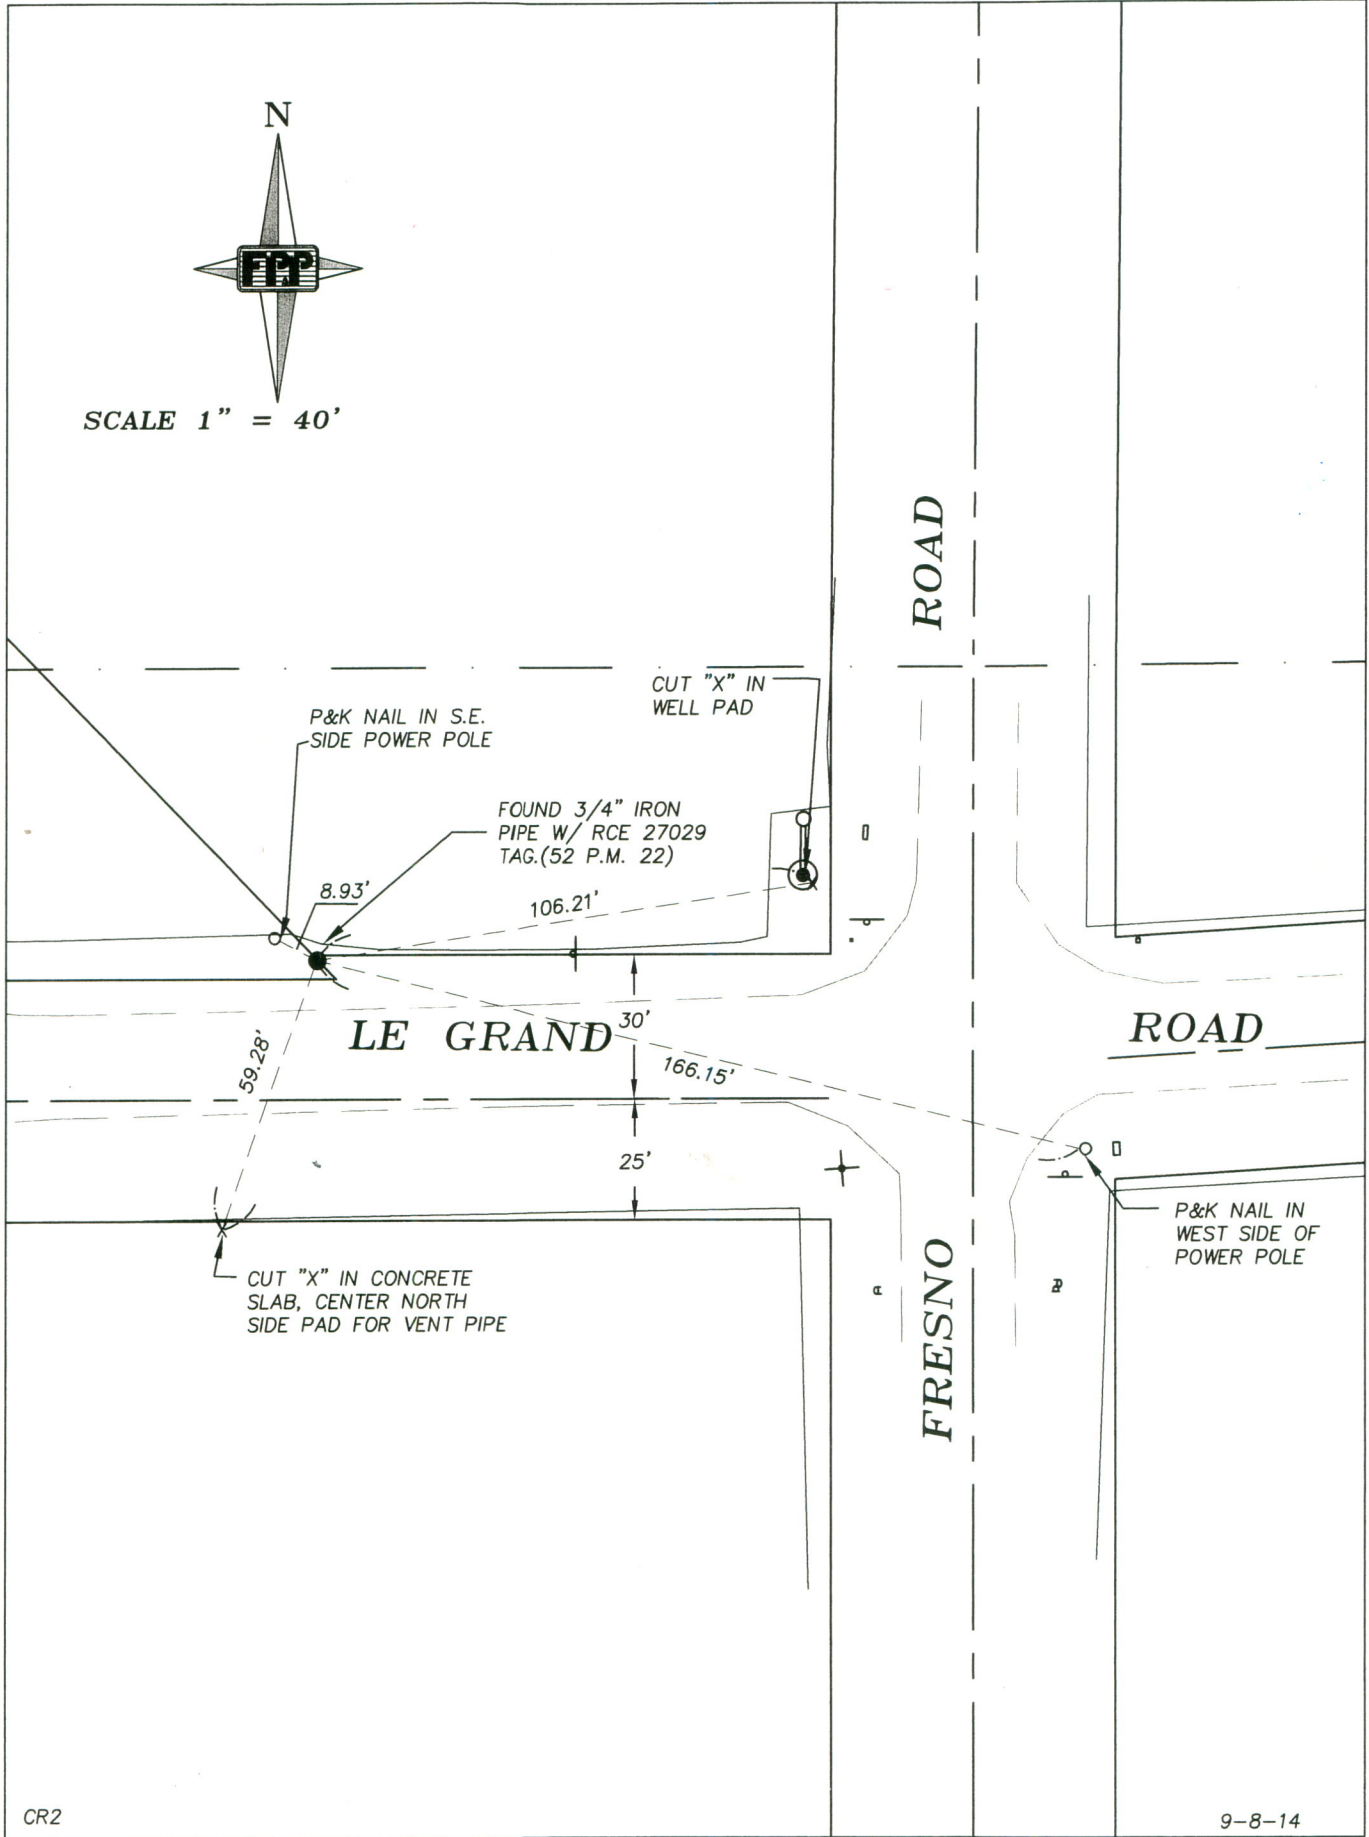 N
FPP
SCALE 1" = 40'
ROAD
CUT "X" IN
WELL PAD
P&K NAIL IN S.E.
SIDE POWER POLE
FOUND 3/4" IRON
PIPE W/ RCE 27029
TAG.(52 P.M. 22)
8.93'
106.21'
LE GRAND
30'
ROAD
59.28'
166.15'
25'
P&K NAIL IN
WEST SIDE OF
POWER POLE
CUT "X" IN CONCRETE
SLAB, CENTER NORTH
SIDE PAD FOR VENT PIPE
FRESNO
CR2
9-8-14